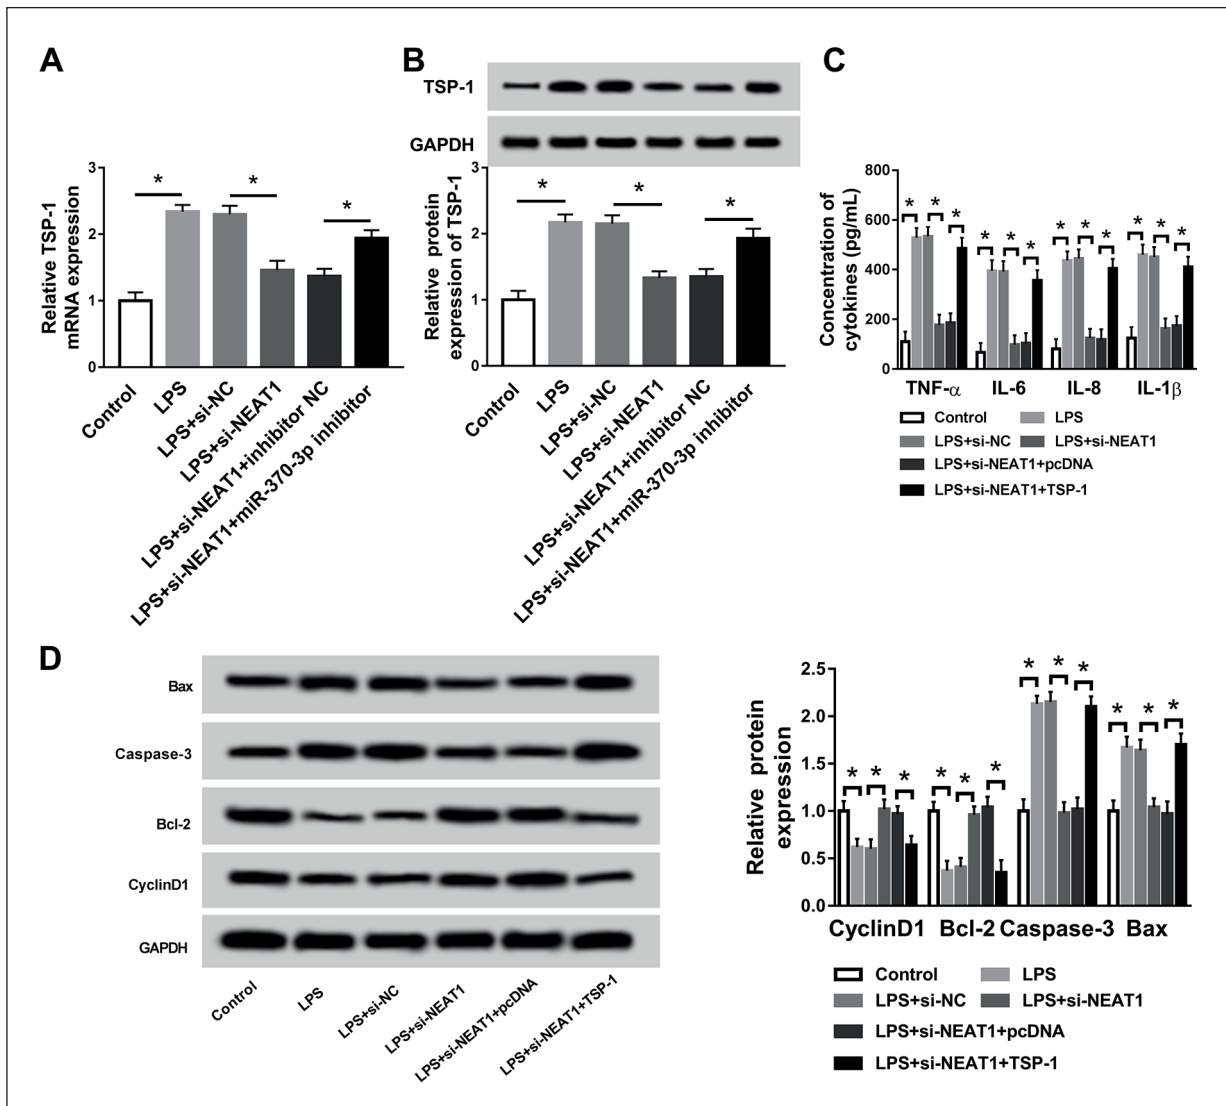 A
Relative TSP-1
mRNA expression
3
2
1
0
*
*
*
Control
LPS
LPS+si-NC
LPS+si-NEAT1
LPS+si-NEAT1+inhibitor NC
LPS+si-NEAT1+miR-370-3p inhibitor
B
TSP-1
GAPDH
Relative protein
expression of TSP-1
3
2
1
0
*
*
*
Control
LPS
LPS+si-NC
LPS+si-NEAT1
LPS+si-NEAT1+inhibitor NC
LPS+si-NEAT1+miR-370-3p inhibitor
C
Concentration of
cytokines (pg/mL)
800
600
400
200
0
* * * * * * * * * * * *
TNF-α IL-6 IL-8 IL-1β
Control LPS
LPS+si-NC LPS+si-NEAT1
LPS+si-NEAT1+pcDNA
LPS+si-NEAT1+TSP-1
D
Bax
Caspase-3
Bcl-2
CyclinD1
GAPDH
Control
LPS
LPS+si-NC
LPS+si-NEAT1
LPS+si-NEAT1+pcDNA
LPS+si-NEAT1+TSP-1
Relative protein
expression
2.5
2.0
1.5
1.0
0.5
0.0
* * * * * * * * * * * *
CyclinD1 Bcl-2 Caspase-3 Bax
Control LPS
LPS+si-NC LPS+si-NEAT1
LPS+si-NEAT1+pcDNA
LPS+si-NEAT1+TSP-1